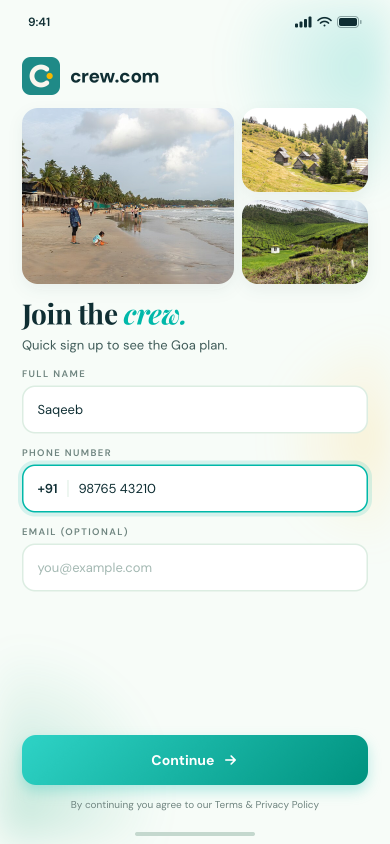 9:41
crew.com
Join the crew.
Quick sign up to see the Goa plan.
FULL NAME
Saqeeb
PHONE NUMBER
+91 98765 43210
EMAIL (OPTIONAL)
you@example.com
Continue →
By continuing you agree to our Terms & Privacy Policy